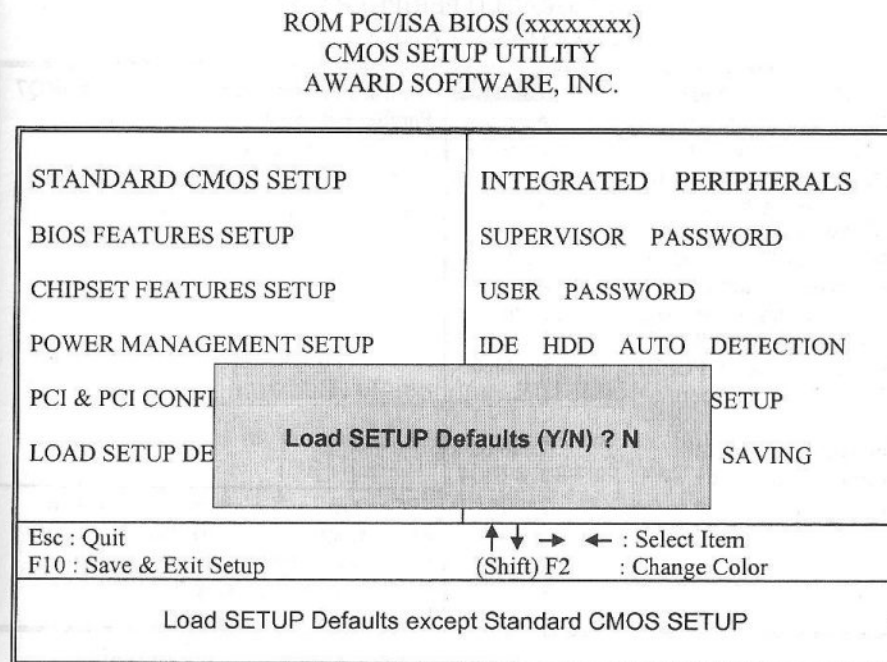 ROM PCI/ISA BIOS (xxxxxxxx)
CMOS SETUP UTILITY
AWARD SOFTWARE, INC.
STANDARD CMOS SETUP
BIOS FEATURES SETUP
CHIPSET FEATURES SETUP
POWER MANAGEMENT SETUP
PCI & PCI CONFI
LOAD SETUP DE
INTEGRATED PERIPHERALS
SUPERVISOR PASSWORD
USER PASSWORD
IDE HDD AUTO DETECTION
SETUP
SAVING
Load SETUP Defaults (Y/N) ? N
Esc : Quit
F10 : Save & Exit Setup
↑ ↓ → ← : Select Item
(Shift) F2 : Change Color
Load SETUP Defaults except Standard CMOS SETUP